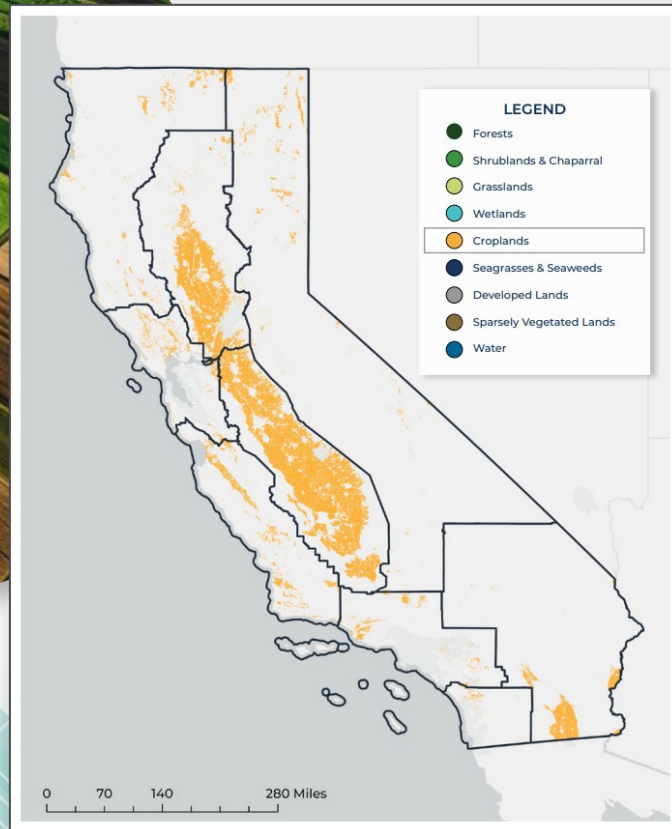 LEGEND
Forests
Shrublands & Chaparral
Grasslands
Wetlands
Croplands
Seagrasses & Seaweeds
Developed Lands
Sparsely Vegetated Lands
Water
0 70 140 280 Miles